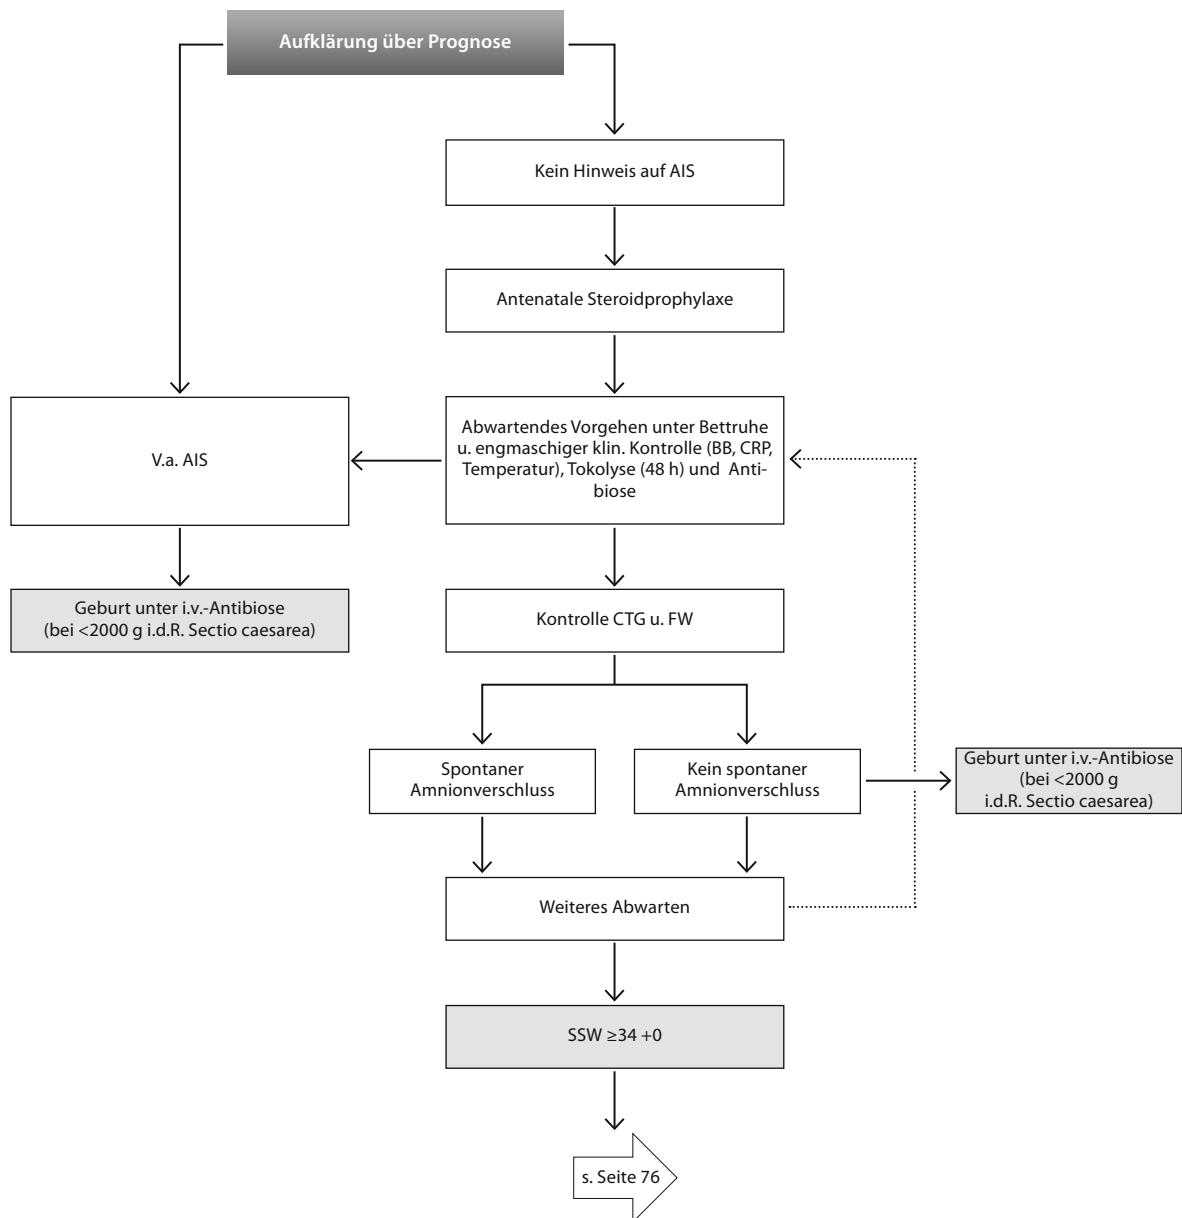 Aufklärung über Prognose
Kein Hinweis auf AIS
Antenatale Steroidprophylaxe
Abwartendes Vorgehen unter Bettruhe
u. engmaschiger klin. Kontrolle (BB, CRP,
Temperatur), Tokolyse (48 h) und Anti-
biose
V.a. AIS
Geburt unter i.v.-Antibiose
(bei <2000 g i.d.R. Sectio caesarea)
Kontrolle CTG u. FW
Spontaner
Amnionverschluss
Kein spontaner
Amnionverschluss
Geburt unter i.v.-Antibiose
(bei <2000 g
i.d.R. Sectio caesarea)
Weiteres Abwarten
SSW ≥34 +0
s. Seite 76